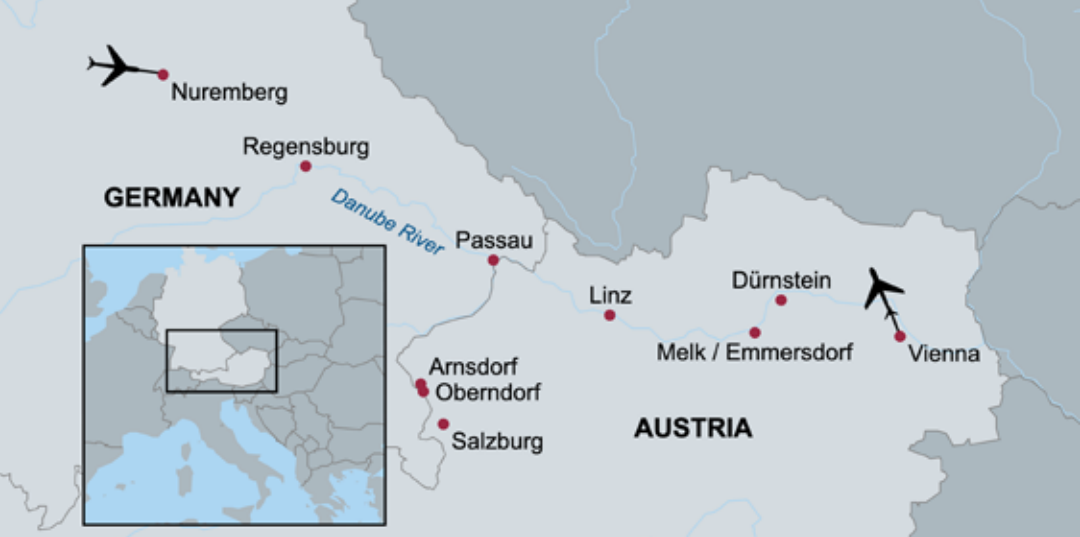 Nuremberg
Regensburg
GERMANY
Danube River
Passau
Dürnstein
Linz
Melk / Emmersdorf
Vienna
Arnsdorf
Oberndorf
AUSTRIA
Salzburg